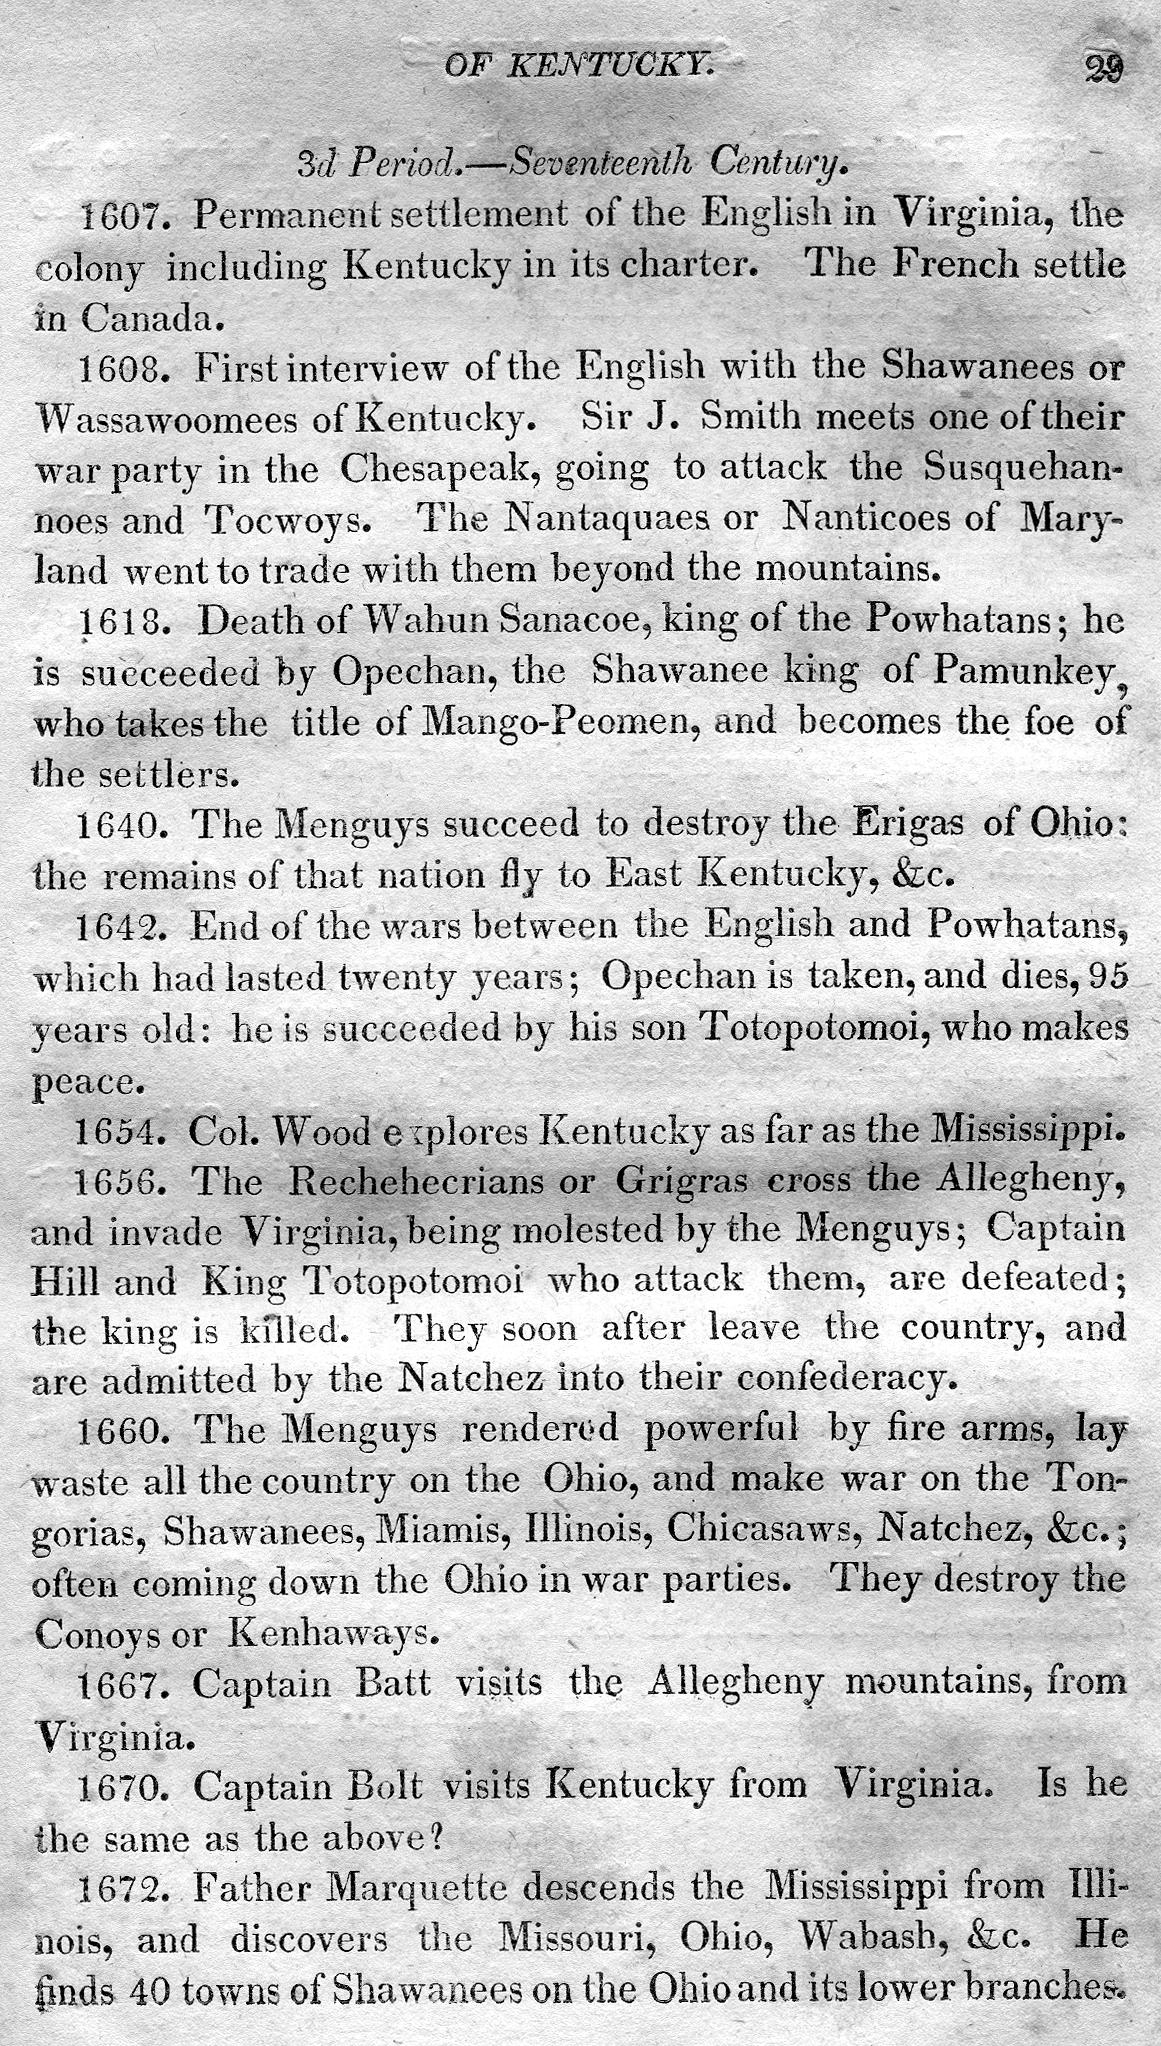 OF KENTUCKY. 29
3d Period.—Seventeenth Century.
1607. Permanent settlement of the English in Virginia, the
colony including Kentucky in its charter. The French settle
in Canada.
1608. First interview of the English with the Shawanees or
Wassawoomees of Kentucky. Sir J. Smith meets one of their
war party in the Chesapeak, going to attack the Susquehan-
noes and Tocwoys. The Nantaquaes or Nanticoes of Mary-
land went to trade with them beyond the mountains.
1618. Death of Wahun Sanacoe, king of the Powhatans; he
is succeeded by Opechan, the Shawanee king of Pamunkey,
who takes the title of Mango-Peomen, and becomes the foe of
the settlers.
1640. The Menguys succeed to destroy the Erigas of Ohio:
the remains of that nation fly to East Kentucky, &c.
1642. End of the wars between the English and Powhatans,
which had lasted twenty years; Opechan is taken, and dies, 95
years old: he is succeeded by his son Totopotomoi, who makes
peace.
1654. Col. Wood explores Kentucky as far as the Mississippi.
1656. The Rechehecrians or Grigras cross the Allegheny,
and invade Virginia, being molested by the Menguys; Captain
Hill and King Totopotomoi who attack them, are defeated;
the king is killed. They soon after leave the country, and
are admitted by the Natchez into their confederacy.
1660. The Menguys rendered powerful by fire arms, lay
waste all the country on the Ohio, and make war on the Ton-
gorias, Shawanees, Miamis, Illinois, Chicasaws, Natchez, &c.;
often coming down the Ohio in war parties. They destroy the
Conoys or Kenhaways.
1667. Captain Batt visits the Allegheny mountains, from
Virginia.
1670. Captain Bolt visits Kentucky from Virginia. Is he
the same as the above?
1672. Father Marquette descends the Mississippi from Illi-
nois, and discovers the Missouri, Ohio, Wabash, &c. He
finds 40 towns of Shawanees on the Ohio and its lower branches.